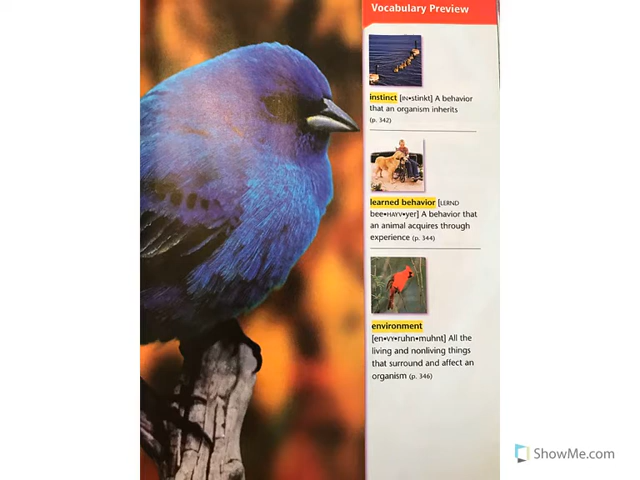 Vocabulary Preview
instinct [IN•stinkt] A behavior
that an organism inherits
(p. 342)
learned behavior [LERND
bee•HAYV•yer] A behavior that
an animal acquires through
experience (p. 344)
environment
[en•VY•ruhn•muhnt] All the
living and nonliving things
that surround and affect an
organism (p. 346)
ShowMe.com